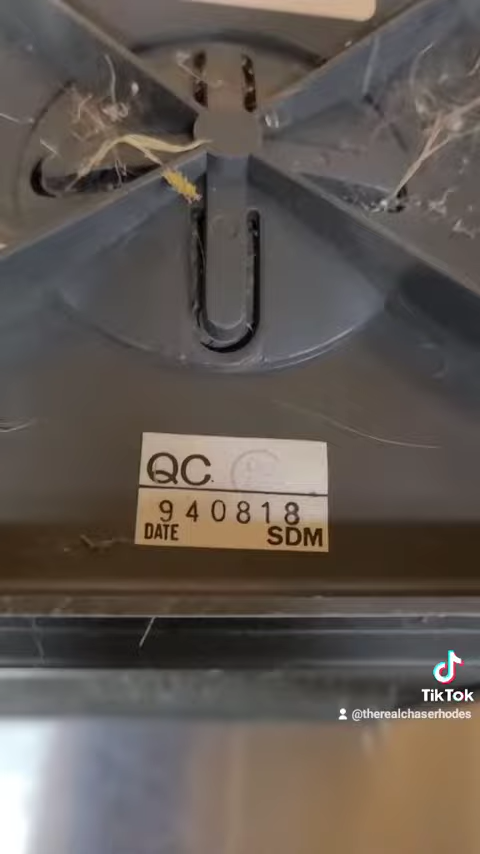 QC.
940818
DATE SDM
TikTok
@therealchaserhodes